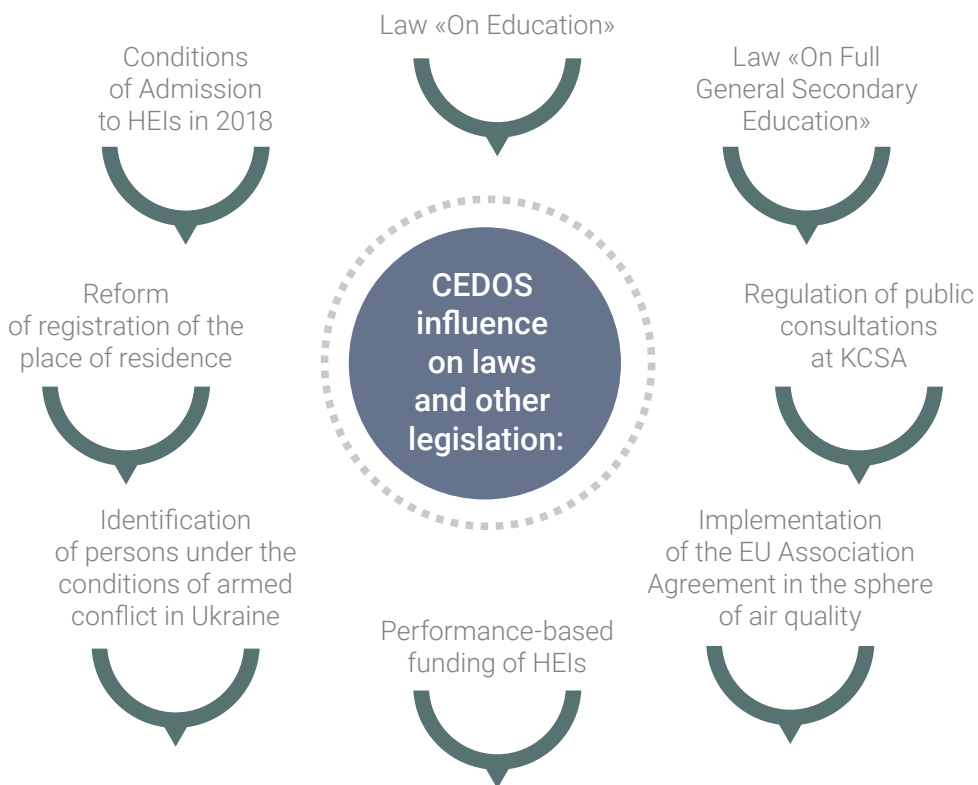 Law «On Education»
Conditions
of Admission
to HEIs in 2018
Law «On Full
General Secondary
Education»
CEDOS
influence
on laws
and other
legislation:
Reform
of registration of the
place of residence
Regulation of public
consultations
at KCSA
Identification
of persons under the
conditions of armed
conflict in Ukraine
Implementation
of the EU Association
Agreement in the sphere
of air quality
Performance-based
funding of HEIs